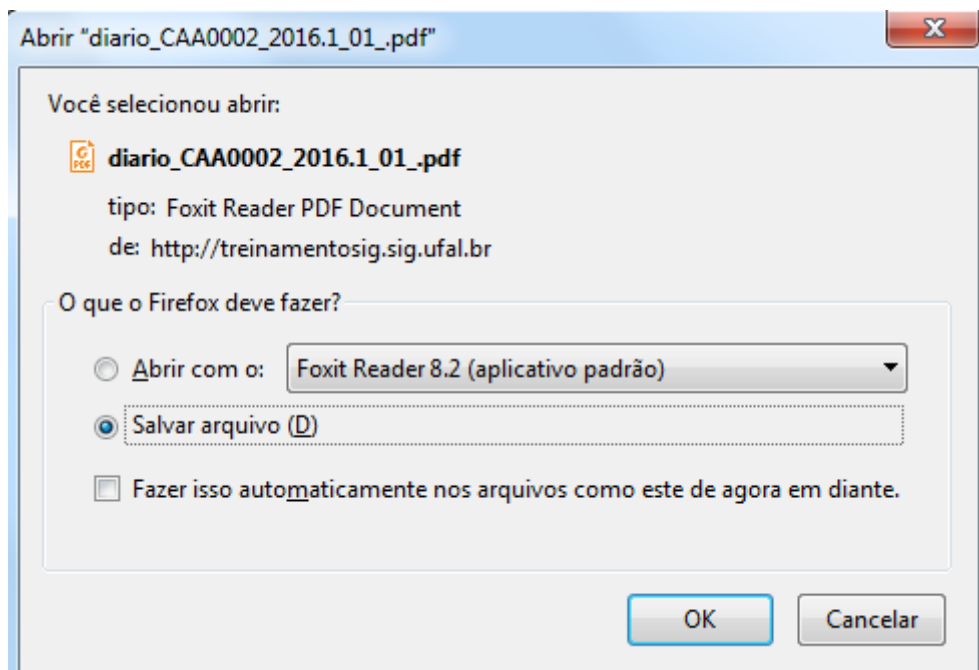 Abrir "diario_CAA0002_2016.1_01_.pdf"
Você selecionou abrir:
diario_CAA0002_2016.1_01_.pdf
tipo: Foxit Reader PDF Document
de: http://treinamentosig.sig.ufal.br
O que o Firefox deve fazer?
Abrir com o: Foxit Reader 8.2 (aplicativo padrão)
Salvar arquivo (D)
Fazer isso automaticamente nos arquivos como este de agora em diante.
OK Cancelar